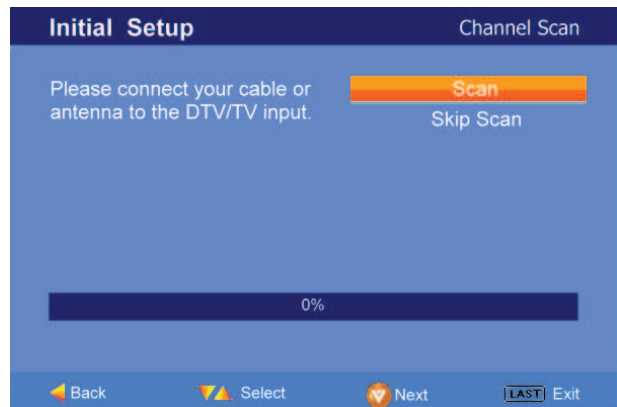 Initial Setup
Channel Scan
Please connect your cable or
antenna to the DTV/TV input.
Scan
Skip Scan
0%
Back
Select
Next
LAST Exit